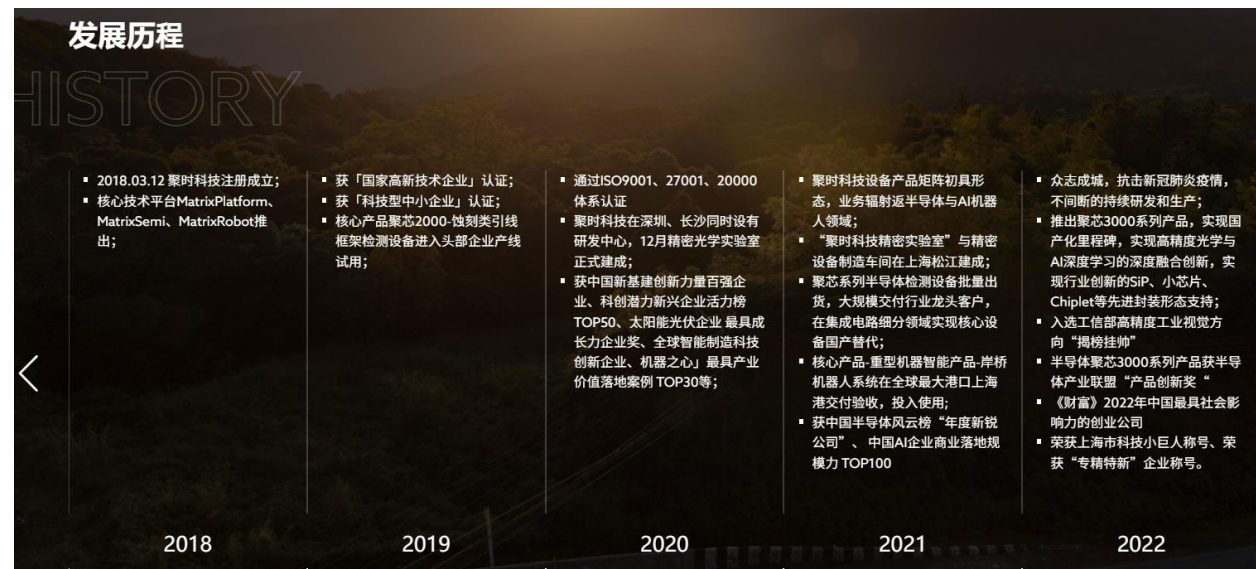 发展历程
HISTORY
▪ 2018.03.12 聚时科技注册成立；
▪ 核心技术平台MatrixPlatform、
MatrixSemi、MatrixRobot推
出；
2018
▪ 获「国家高新技术企业」认证；
▪ 获「科技型中小企业」认证；
▪ 核心产品聚芯2000-蚀刻类引线
框架检测设备进入头部企业产线
试用；
2019
▪ 通过ISO9001、27001、20000
体系认证
▪ 聚时科技在深圳、长沙同时设有
研发中心，12月精密光学实验室
正式建成；
▪ 获中国新基建创新力量百强企
业、科创潜力新兴企业活力榜
TOP50、太阳能光伏企业 最具成
长力企业奖、全球智能制造科技
创新企业、机器之心」最具产业
价值落地案例 TOP30等；
2020
▪ 聚时科技设备产品矩阵初具形
态，业务辐射返半导体与AI机器
人领域；
▪ “聚时科技精密实验室”与精密
设备制造车间在上海松江建成；
▪ 聚芯系列半导体检测设备批量出
货，大规模交付行业龙头客户，
在集成电路细分领域实现核心设
备国产替代；
▪ 核心产品-重型机器智能产品-岸桥
机器人系统在全球最大港口上海
港交付验收，投入使用;
▪ 获中国半导体风云榜“年度新锐
公司”、 中国AI企业商业落地规
模力 TOP100
2021
▪ 众志成城，抗击新冠肺炎疫情，
不间断的持续研发和生产；
▪ 推出聚芯3000系列产品，实现国
产化里程碑，实现高精度光学与
AI深度学习的深度融合创新，实
现行业创新的SiP、小芯片、
Chiplet等先进封装形态支持；
▪ 入选工信部高精度工业视觉方
向“揭榜挂帅”
▪ 半导体聚芯3000系列产品获半导
体产业联盟“产品创新奖“
▪ 《财富》2022年中国最具社会影
响力的创业公司
▪ 荣获上海市科技小巨人称号、荣
获“专精特新”企业称号。
2022